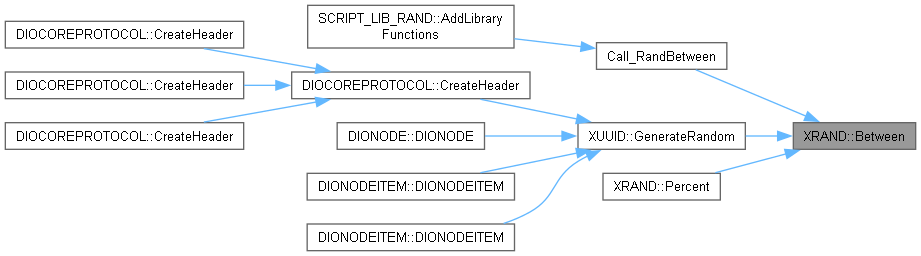 DIOCOREPROTOCOL::CreateHeader
DIOCOREPROTOCOL::CreateHeader
DIOCOREPROTOCOL::CreateHeader
SCRIPT_LIB_RAND::AddLibrary
Functions
DIOCOREPROTOCOL::CreateHeader
DIONODE::DIONODE
DIONODEITEM::DIONODEITEM
DIONODEITEM::DIONODEITEM
Call_RandBetween
XUUID::GenerateRandom
XRAND::Percent
XRAND::Between